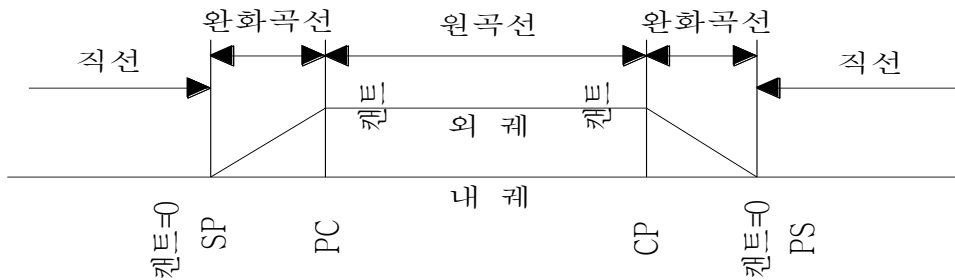 완화곡선 원곡선 완화곡선
직선 직선
캔트 캔트
외 궤
내 궤
캔트=0 SP PC CP 캔트=0 PS